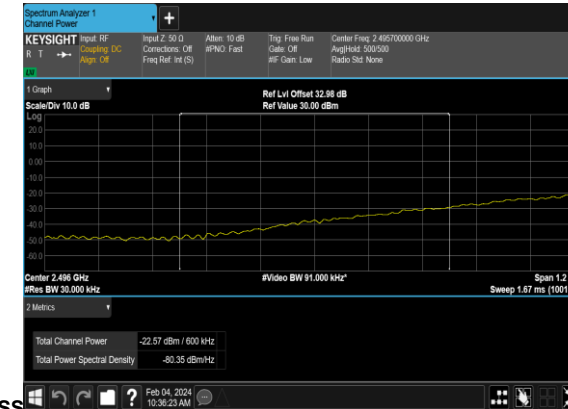 Spectrum Analyzer 1
Channel Power
+
KEYSIGHT Input: RF Input Z: 50 Ω Atten: 10 dB Trig: Free Run Center Freq: 2.495700000 GHz
R T Coupling: DC Corrections: Off #PNO: Fast Gate: Off Avg|Hold: 500/500
Align: Off Freq Ref: Int (S) #IF Gain: Low Radio Std: None
1 Graph
Ref Lvl Offset 32.98 dB
Scale/Div 10.0 dB Ref Value 30.00 dBm
Log
20.0
10.0
0.00
-10.0
-20.0
-30.0
-40.0
-50.0
-60.0
Center 2.496 GHz #Video BW 91.000 kHz* Span 1.2
#Res BW 30.000 kHz Sweep 1.67 ms (1001
2 Metrics
Total Channel Power -22.57 dBm / 600 kHz
Total Power Spectral Density -80.35 dBm/Hz
ss ? Feb 04, 2024
10:36:23 AM